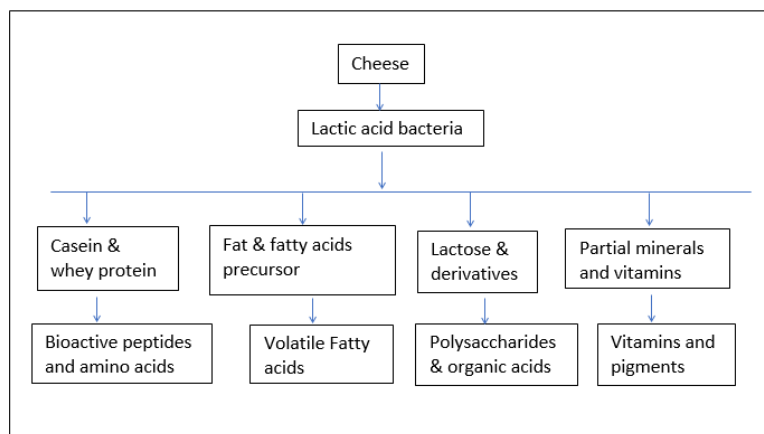 Cheese
Lactic acid bacteria
Casein &
whey protein
Fat & fatty acids
precursor
Lactose &
derivatives
Partial minerals
and vitamins
Bioactive peptides
and amino acids
Volatile Fatty
acids
Polysaccharides
& organic acids
Vitamins and
pigments